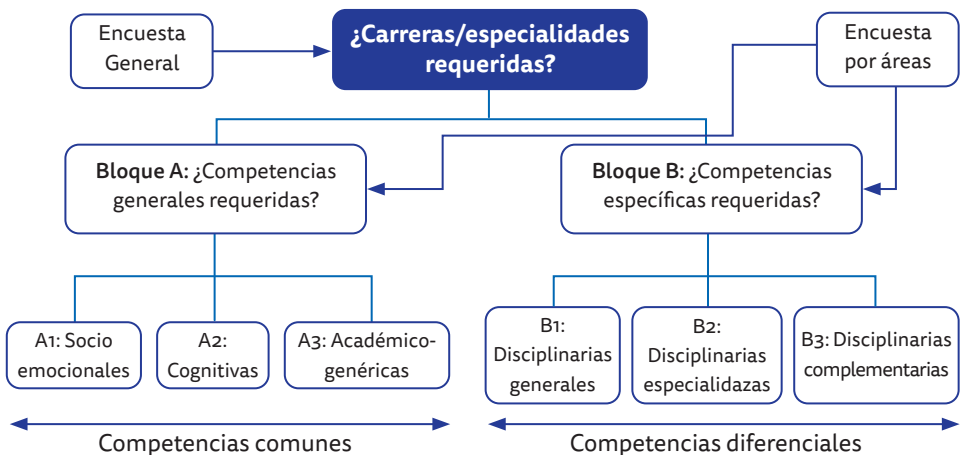 Encuesta
General
¿Carreras/especialidades
requeridas?
Encuesta
por áreas
Bloque A: ¿Competencias
generales requeridas?
Bloque B: ¿Competencias
específicas requeridas?
A1: Socio
emocionales
A2:
Cognitivas
A3: Académico-
genéricas
B1:
Disciplinarias
generales
B2:
Disciplinarias
especialidazas
B3: Disciplinarias
complementarias
Competencias comunes
Competencias diferenciales